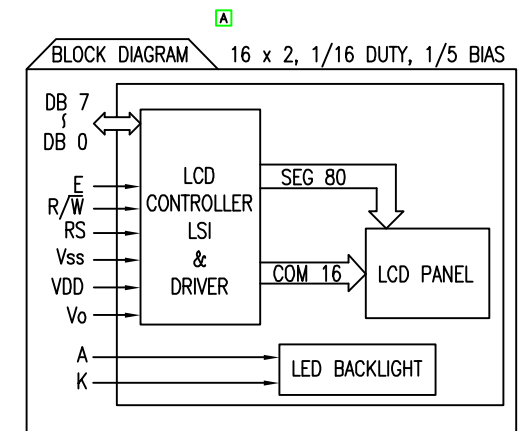 A
BLOCK DIAGRAM 16 x 2, 1/16 DUTY, 1/5 BIAS
DB 7
~
DB 0
E
R/W̅
RS
Vss
VDD
Vo
LCD
CONTROLLER
LSI
&
DRIVER
SEG 80
COM 16
LCD PANEL
A
K
LED BACKLIGHT